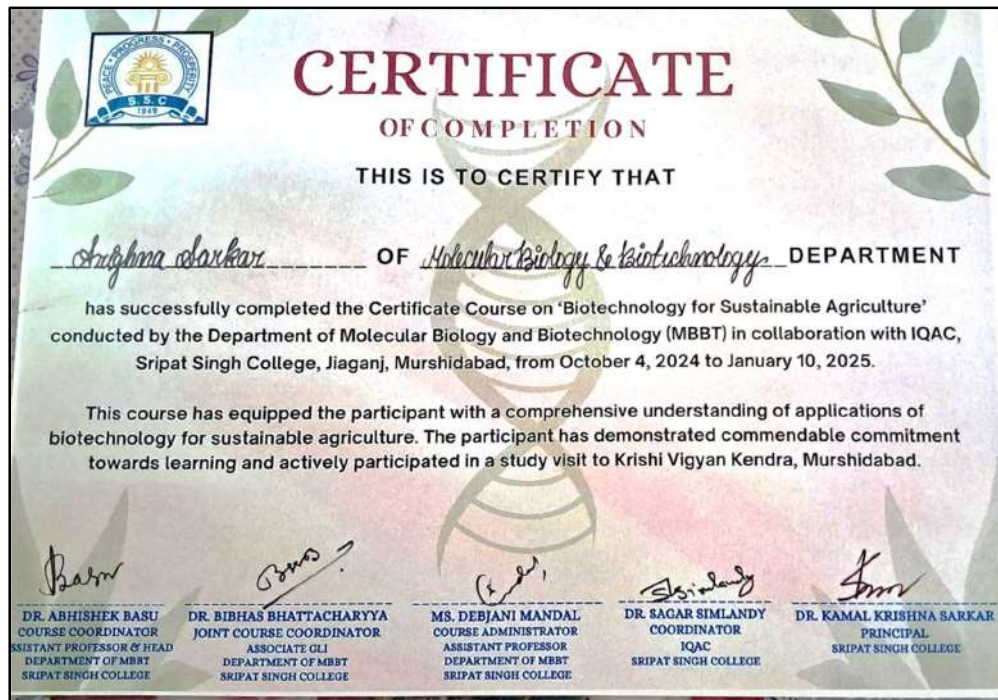 PEACE · PROGRESS · PROSPERITY
S.S.C
1949
CERTIFICATE
OF COMPLETION
THIS IS TO CERTIFY THAT
Sarkar OF Molecular Biology & Biotechnology DEPARTMENT
has successfully completed the Certificate Course on ‘Biotechnology for Sustainable Agriculture’
conducted by the Department of Molecular Biology and Biotechnology (MBBT) in collaboration with IQAC,
Sripat Singh College, Jiaganj, Murshidabad, from October 4, 2024 to January 10, 2025.
This course has equipped the participant with a comprehensive understanding of applications of
biotechnology for sustainable agriculture. The participant has demonstrated commendable commitment
towards learning and actively participated in a study visit to Krishi Vigyan Kendra, Murshidabad.
Basu
DR. ABHISHEK BASU
COURSE COORDINATOR
SSISTANT PROFESSOR & HEAD
DEPARTMENT OF MBBT
SRIPAT SINGH COLLEGE
DR. BIBHAS BHATTACHARYYA
JOINT COURSE COORDINATOR
ASSOCIATE GLI
DEPARTMENT OF MBBT
SRIPAT SINGH COLLEGE
MS. DEBJANI MANDAL
COURSE ADMINISTRATOR
ASSISTANT PROFESSOR
DEPARTMENT OF MBBT
SRIPAT SINGH COLLEGE
SSimlandy
DR. SAGAR SIMLANDY
COORDINATOR
IQAC
SRIPAT SINGH COLLEGE
DR. KAMAL KRISHNA SARKAR
PRINCIPAL
SRIPAT SINGH COLLEGE